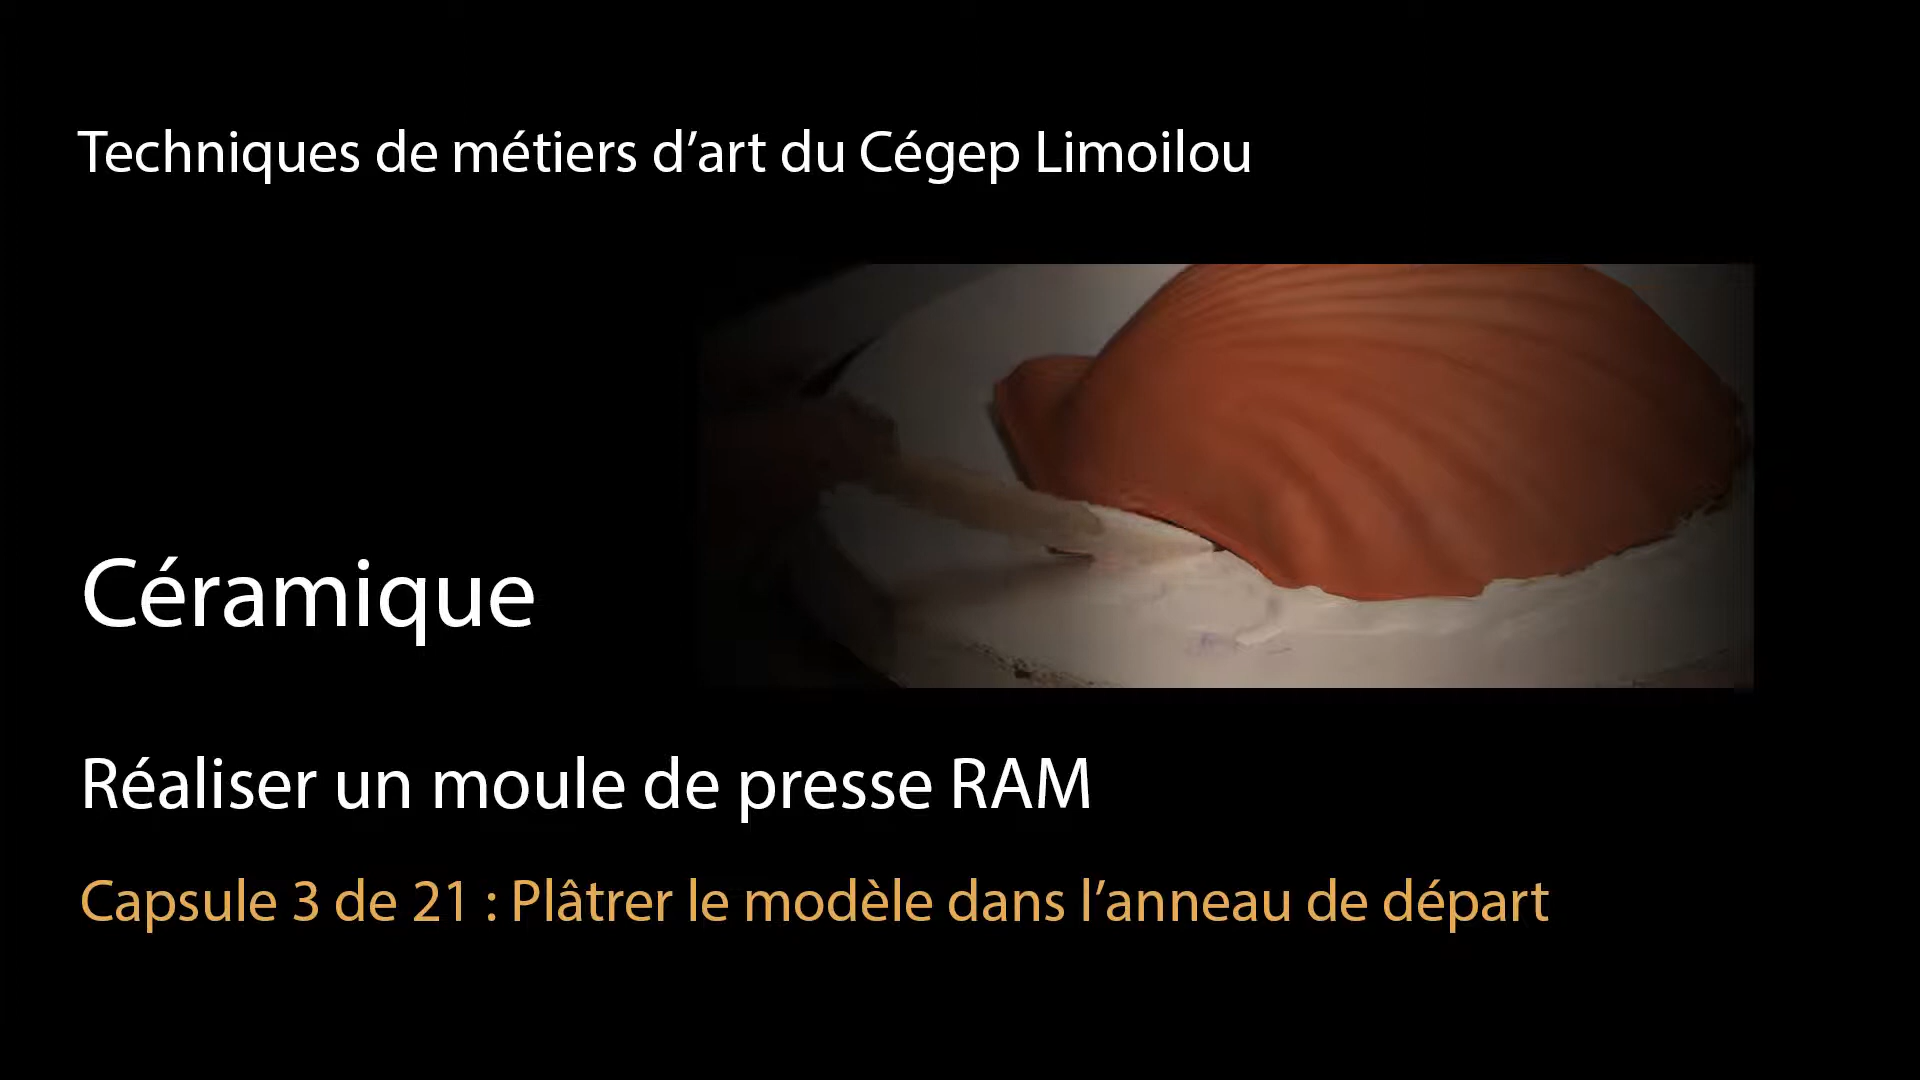 Techniques de métiers d’art du Cégep Limoilou
Céramique
Réaliser un moule de presse RAM
Capsule 3 de 21 : Plâtrer le modèle dans l’anneau de départ